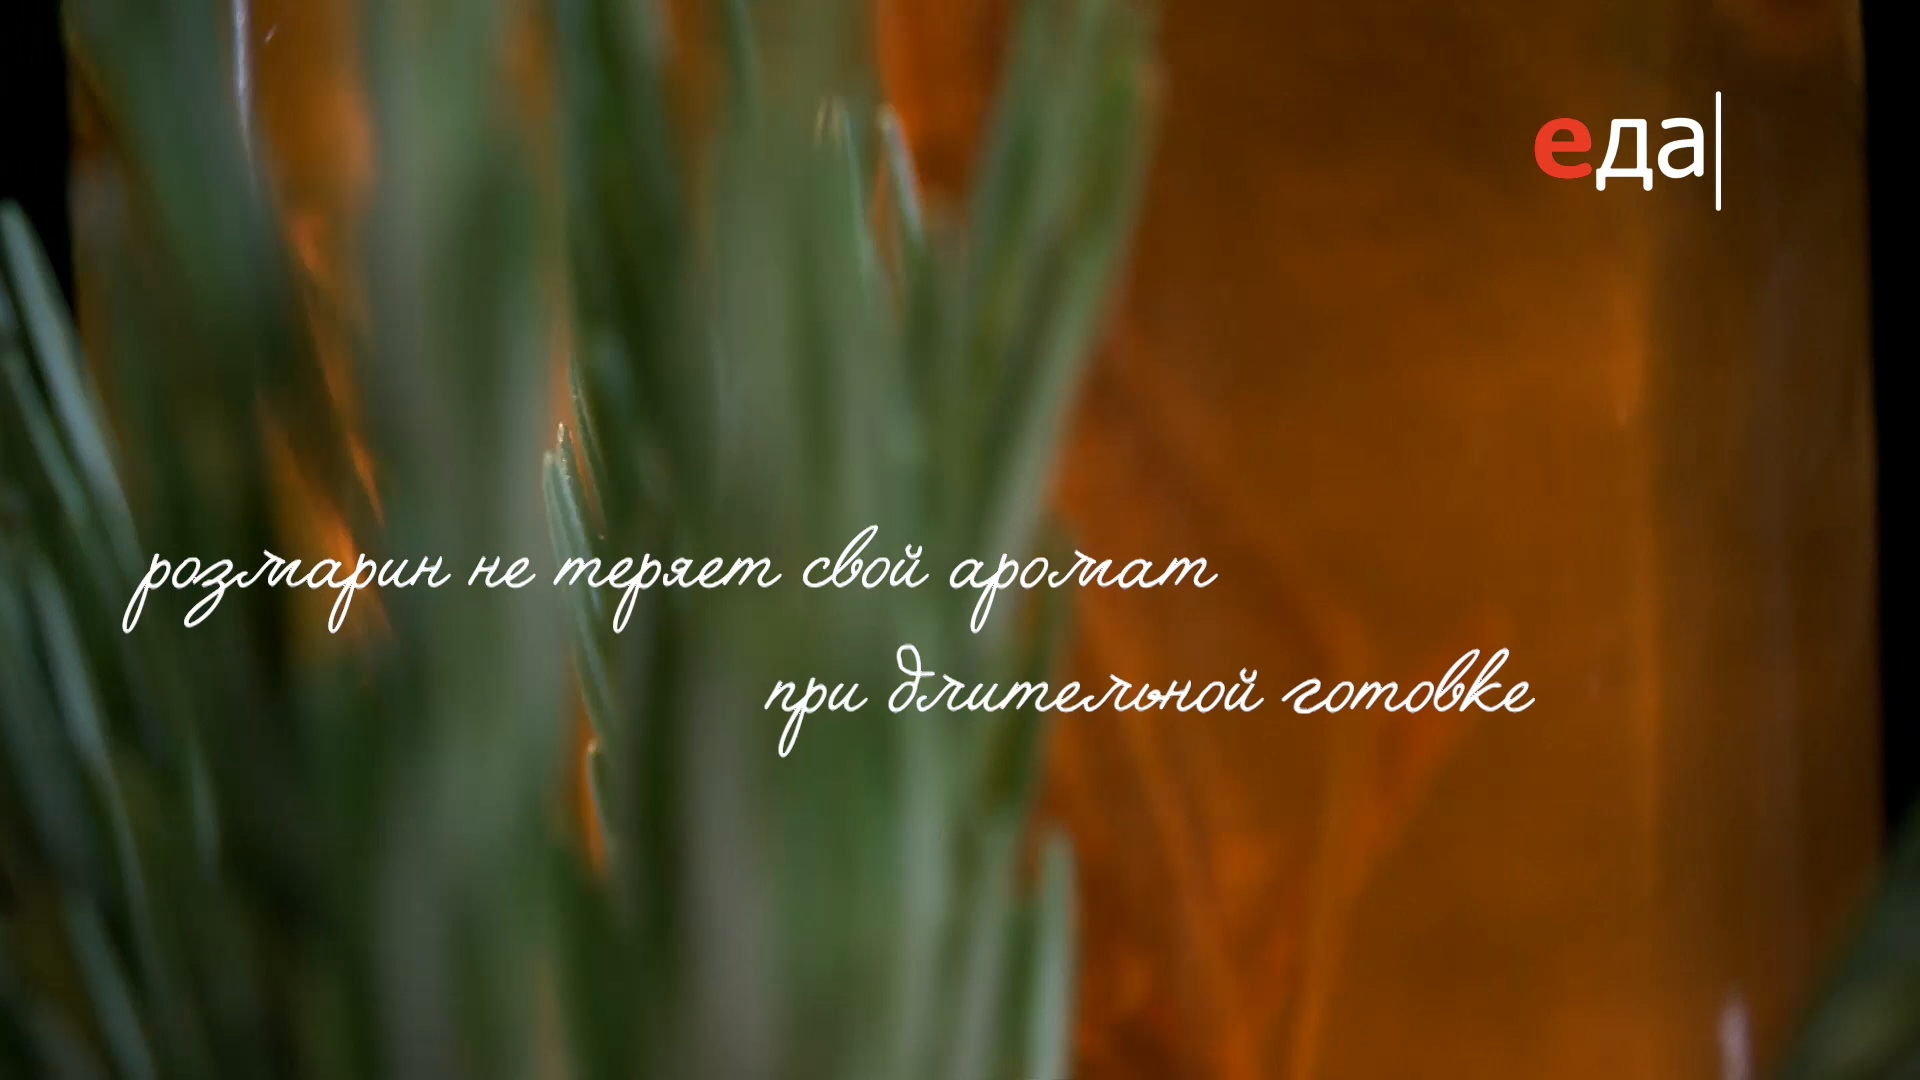 еда
розмарин не теряет свой аромат
при длительной готовке